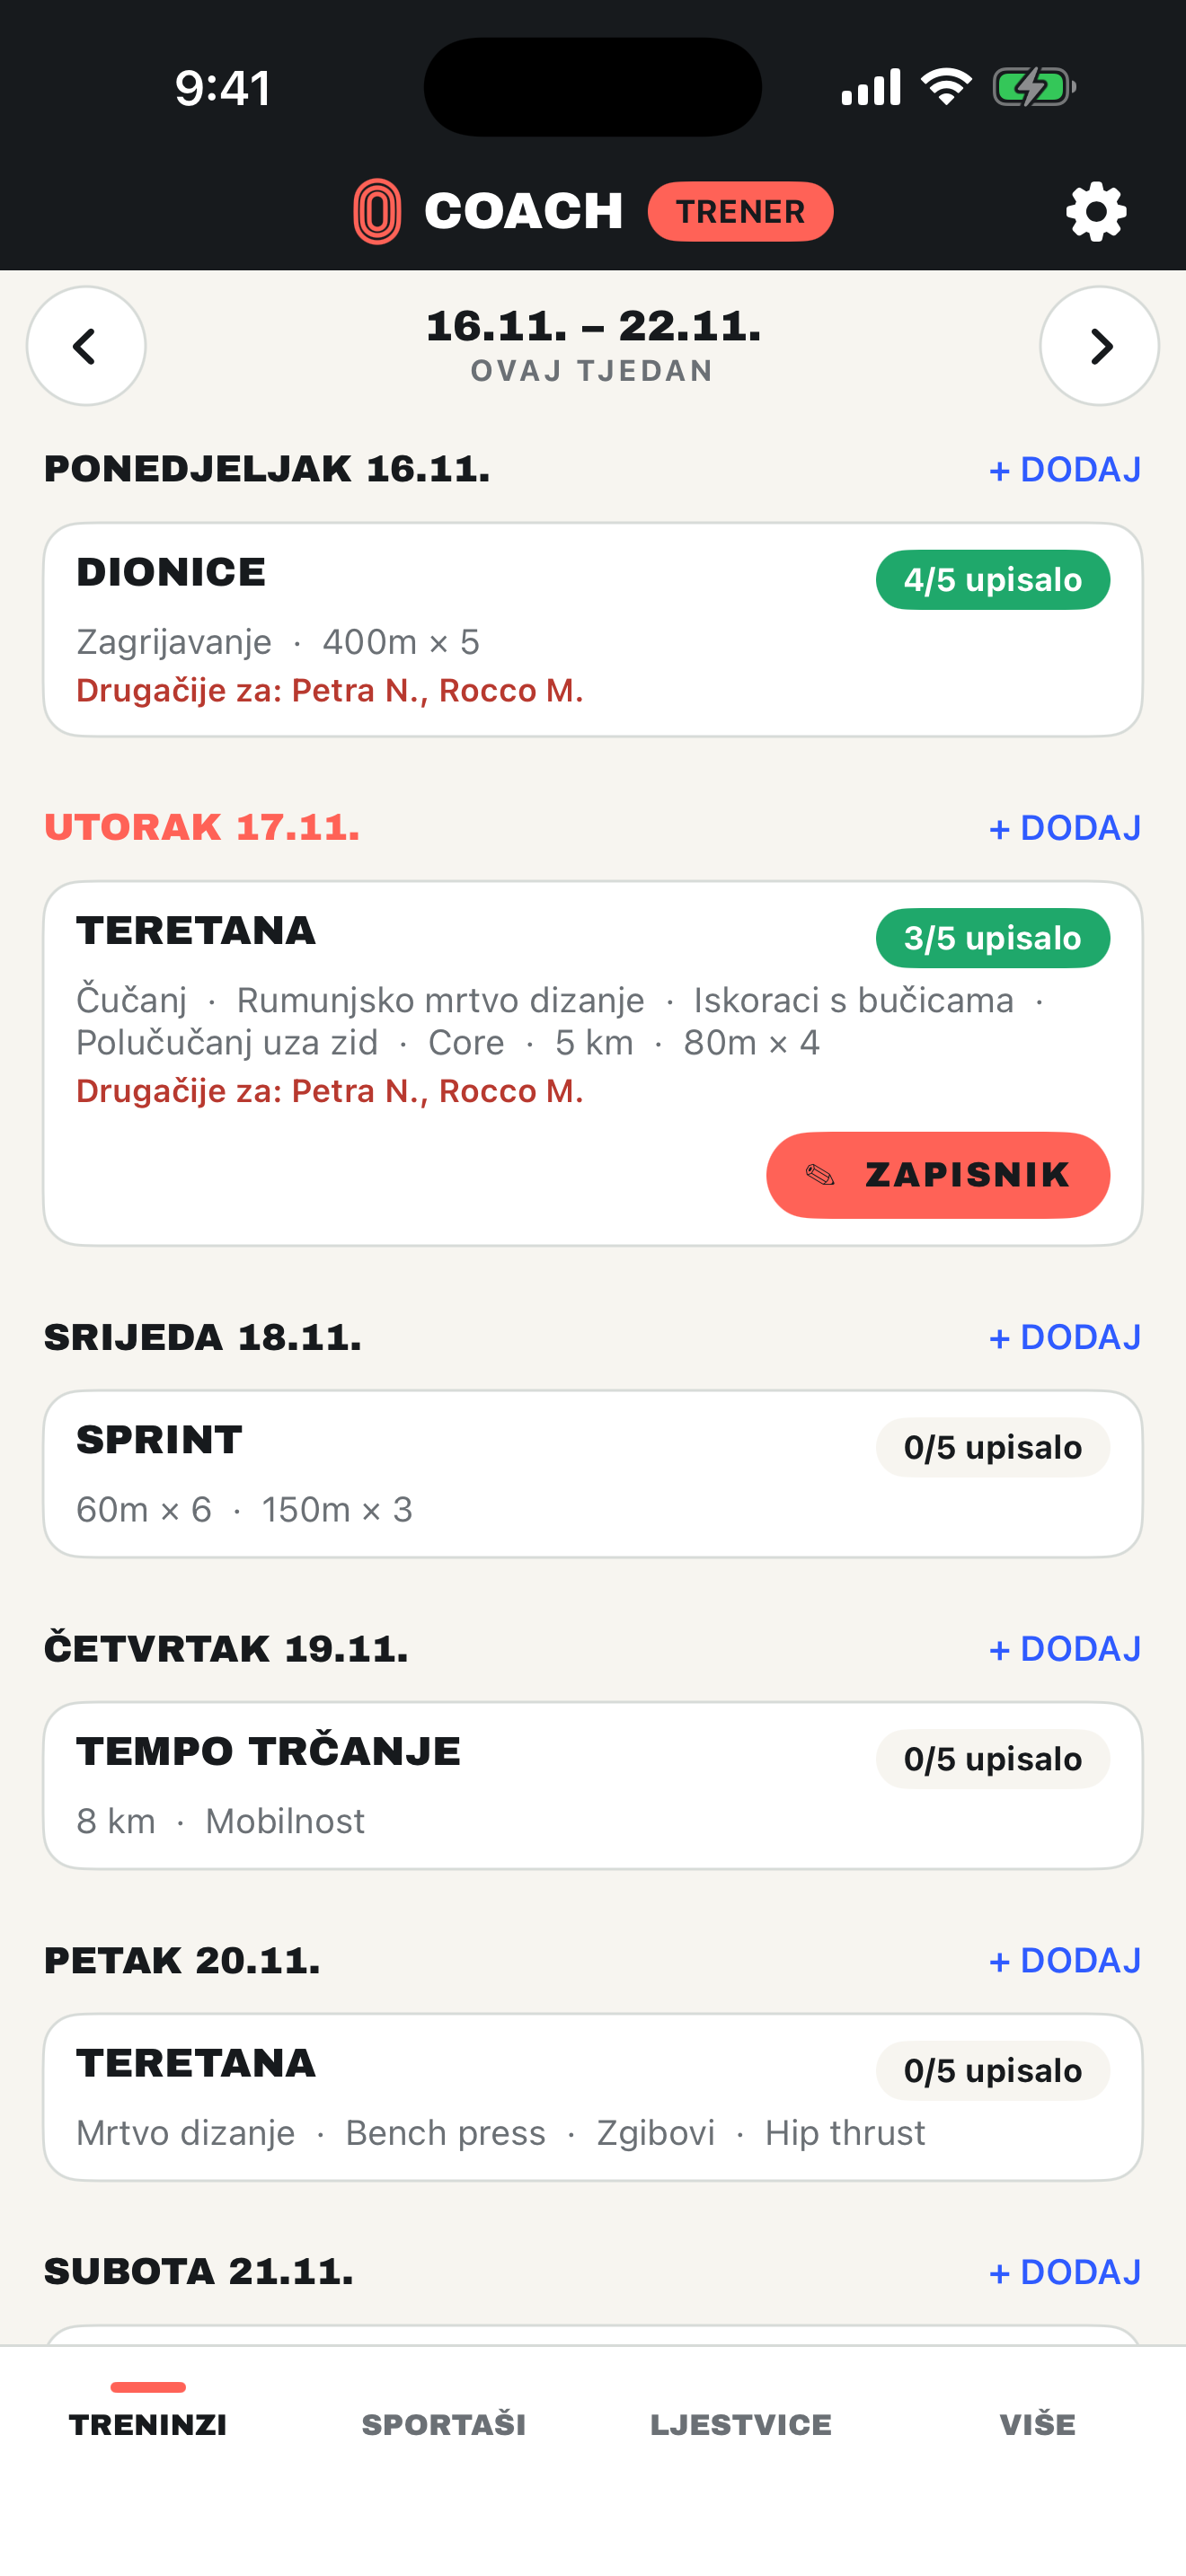 9:41
COACH TRENER
16.11. – 22.11.
OVAJ TJEDAN
PONEDJELJAK 16.11. + DODAJ
DIONICE 4/5 upisalo
Zagrijavanje · 400m × 5
Drugačije za: Petra N., Rocco M.
UTORAK 17.11. + DODAJ
TERETANA 3/5 upisalo
Čučanj · Rumunjsko mrtvo dizanje · Iskoraci s bučicama ·
Polučučanj uza zid · Core · 5 km · 80m × 4
Drugačije za: Petra N., Rocco M.
✎ ZAPISNIK
SRIJEDA 18.11. + DODAJ
SPRINT 0/5 upisalo
60m × 6 · 150m × 3
ČETVRTAK 19.11. + DODAJ
TEMPO TRČANJE 0/5 upisalo
8 km · Mobilnost
PETAK 20.11. + DODAJ
TERETANA 0/5 upisalo
Mrtvo dizanje · Bench press · Zgibovi · Hip thrust
SUBOTA 21.11. + DODAJ
TRENINZI SPORTAŠI LJESTVICE VIŠE